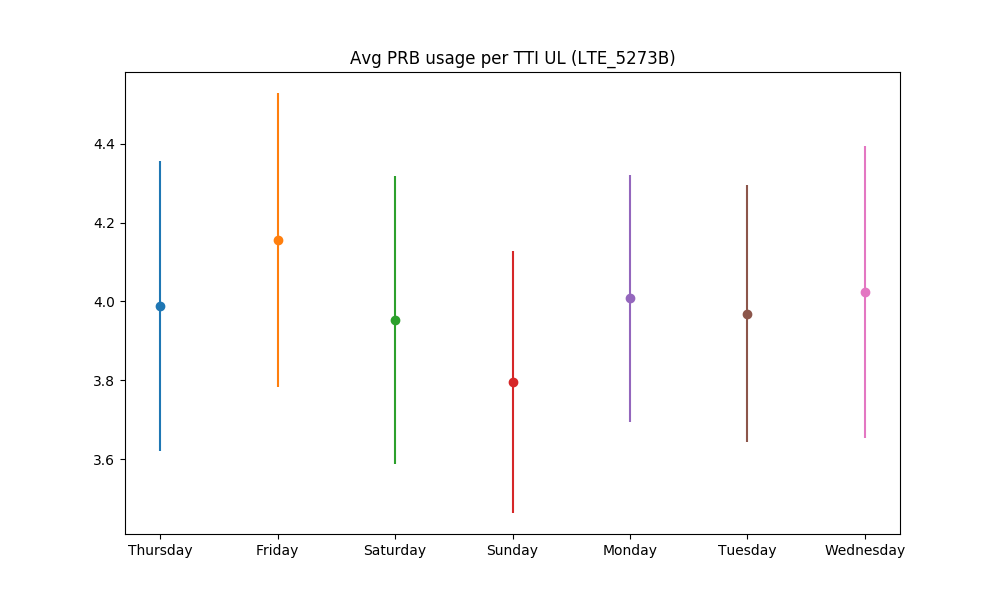 Avg PRB usage per TTI UL (LTE_5273B)
4.4
4.2
4.0
3.8
3.6
Thursday Friday Saturday Sunday Monday Tuesday Wednesday